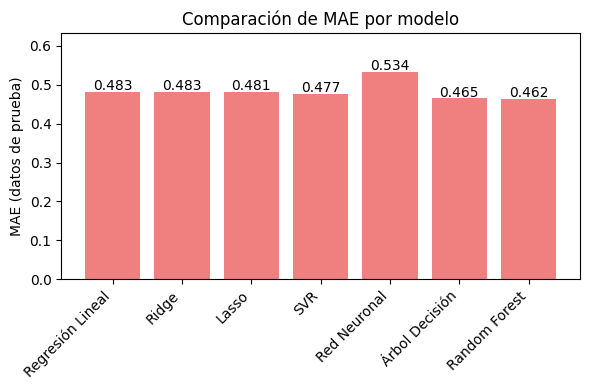 Comparación de MAE por modelo
MAE (datos de prueba)
0.6
0.5
0.4
0.3
0.2
0.1
0.0
0.483
0.483
0.481
0.477
0.534
0.465
0.462
Regresión Lineal
Ridge
Lasso
SVR
Red Neuronal
Árbol Decisión
Random Forest